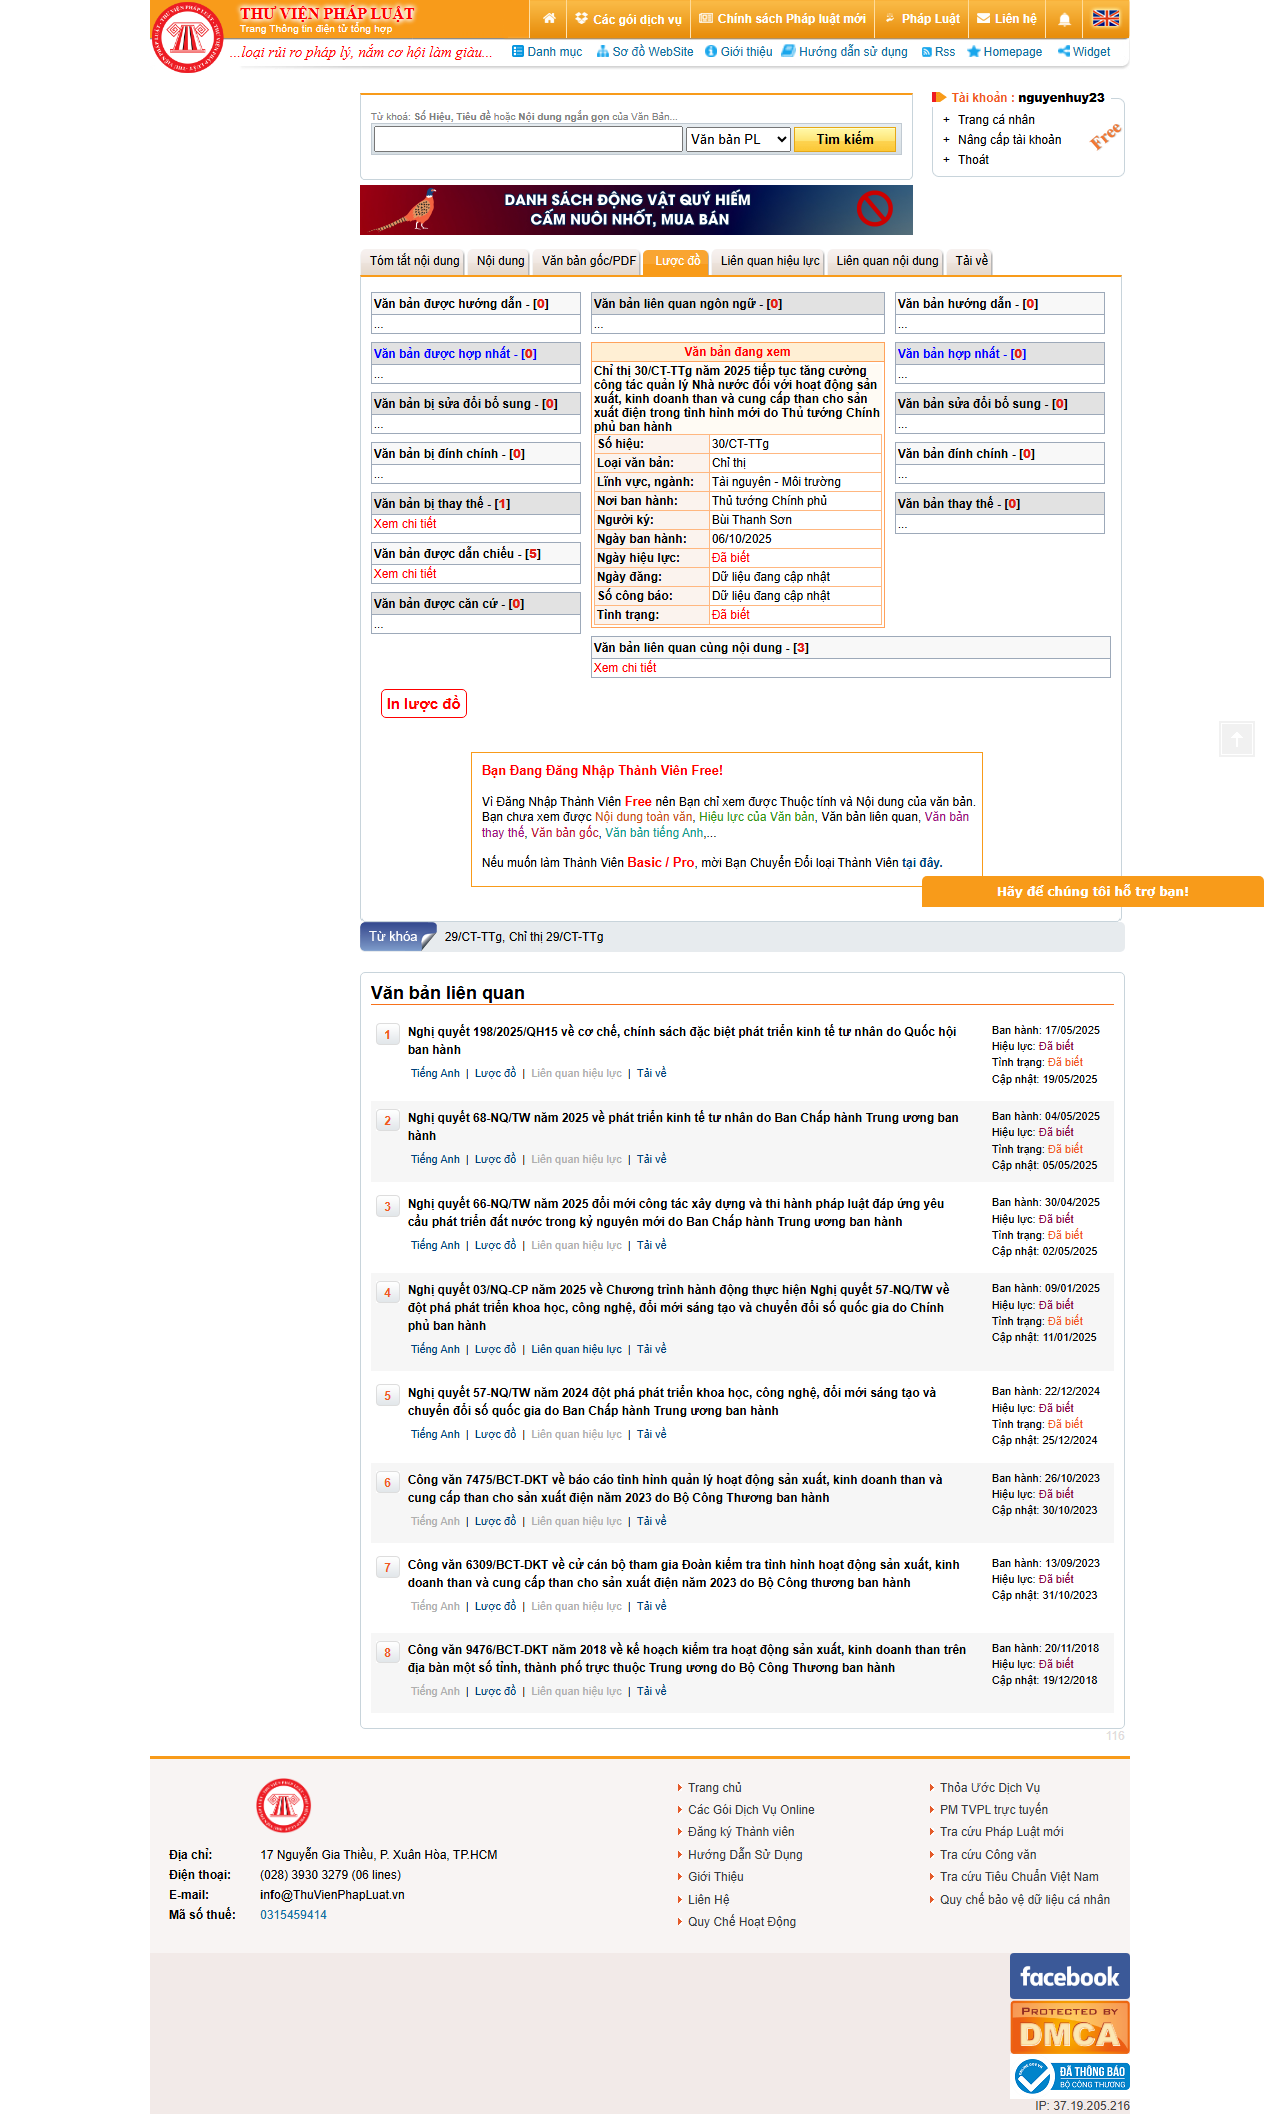 THƯ VIỆN PHÁP LUẬT
Trang Thông tin điện tử tổng hợp
Các gói dịch vụ
Chính sách Pháp luật mới
Pháp Luật
Liên hệ
...loại rủi ro pháp lý, nắm cơ hội làm giàu...
Danh mục
Sơ đồ WebSite
Giới thiệu
Hướng dẫn sử dụng
Rss
Homepage
Widget
Từ khoá: Số Hiệu, Tiêu đề hoặc Nội dung ngắn gọn của Văn Bản...
Văn bản PL
Tìm kiếm
Tài khoản : nguyenhuy23
+ Trang cá nhân
+ Nâng cấp tài khoản
+ Thoát
Free
DANH SÁCH ĐỘNG VẬT QUÝ HIẾM
CẤM NUÔI NHỐT, MUA BÁN
Tóm tắt nội dung
Nội dung
Văn bản gốc/PDF
Lược đồ
Liên quan hiệu lực
Liên quan nội dung
Tải về
Văn bản được hướng dẫn - [0]
...
Văn bản được hợp nhất - [0]
...
Văn bản bị sửa đổi bổ sung - [0]
...
Văn bản bị đính chính - [0]
...
Văn bản bị thay thế - [1]
Xem chi tiết
Văn bản được dẫn chiếu - [5]
Xem chi tiết
Văn bản được căn cứ - [0]
...
Văn bản liên quan ngôn ngữ - [0]
...
Văn bản đang xem
Chỉ thị 30/CT-TTg năm 2025 tiếp tục tăng cường
công tác quản lý Nhà nước đối với hoạt động sản
xuất, kinh doanh than và cung cấp than cho sản
xuất điện trong tình hình mới do Thủ tướng Chính
phủ ban hành
Số hiệu: 30/CT-TTg
Loại văn bản: Chỉ thị
Lĩnh vực, ngành: Tài nguyên - Môi trường
Nơi ban hành: Thủ tướng Chính phủ
Người ký: Bùi Thanh Sơn
Ngày ban hành: 06/10/2025
Ngày hiệu lực: Đã biết
Ngày đăng: Dữ liệu đang cập nhật
Số công báo: Dữ liệu đang cập nhật
Tình trạng: Đã biết
Văn bản hướng dẫn - [0]
...
Văn bản hợp nhất - [0]
...
Văn bản sửa đổi bổ sung - [0]
...
Văn bản đính chính - [0]
...
Văn bản thay thế - [0]
...
Văn bản liên quan cùng nội dung - [3]
Xem chi tiết
In lược đồ
Bạn Đang Đăng Nhập Thành Viên Free!
Vì Đăng Nhập Thành Viên Free nên Bạn chỉ xem được Thuộc tính và Nội dung của văn bản.
Bạn chưa xem được Nội dung toàn văn, Hiệu lực của Văn bản, Văn bản liên quan, Văn bản
thay thế, Văn bản gốc, Văn bản tiếng Anh,...
Nếu muốn làm Thành Viên Basic / Pro, mời Bạn Chuyển Đổi loại Thành Viên tại đây.
Hãy để chúng tôi hỗ trợ bạn!
Từ khóa
29/CT-TTg, Chỉ thị 29/CT-TTg
Văn bản liên quan
1
Nghị quyết 198/2025/QH15 về cơ chế, chính sách đặc biệt phát triển kinh tế tư nhân do Quốc hội
ban hành
Tiếng Anh | Lược đồ | Liên quan hiệu lực | Tải về
Ban hành: 17/05/2025
Hiệu lực: Đã biết
Tình trạng: Đã biết
Cập nhật: 19/05/2025
2
Nghị quyết 68-NQ/TW năm 2025 về phát triển kinh tế tư nhân do Ban Chấp hành Trung ương ban
hành
Tiếng Anh | Lược đồ | Liên quan hiệu lực | Tải về
Ban hành: 04/05/2025
Hiệu lực: Đã biết
Tình trạng: Đã biết
Cập nhật: 05/05/2025
3
Nghị quyết 66-NQ/TW năm 2025 đổi mới công tác xây dựng và thi hành pháp luật đáp ứng yêu
cầu phát triển đất nước trong kỷ nguyên mới do Ban Chấp hành Trung ương ban hành
Tiếng Anh | Lược đồ | Liên quan hiệu lực | Tải về
Ban hành: 30/04/2025
Hiệu lực: Đã biết
Tình trạng: Đã biết
Cập nhật: 02/05/2025
4
Nghị quyết 03/NQ-CP năm 2025 về Chương trình hành động thực hiện Nghị quyết 57-NQ/TW về
đột phá phát triển khoa học, công nghệ, đổi mới sáng tạo và chuyển đổi số quốc gia do Chính
phủ ban hành
Tiếng Anh | Lược đồ | Liên quan hiệu lực | Tải về
Ban hành: 09/01/2025
Hiệu lực: Đã biết
Tình trạng: Đã biết
Cập nhật: 11/01/2025
5
Nghị quyết 57-NQ/TW năm 2024 đột phá phát triển khoa học, công nghệ, đổi mới sáng tạo và
chuyển đổi số quốc gia do Ban Chấp hành Trung ương ban hành
Tiếng Anh | Lược đồ | Liên quan hiệu lực | Tải về
Ban hành: 22/12/2024
Hiệu lực: Đã biết
Tình trạng: Đã biết
Cập nhật: 25/12/2024
6
Công văn 7475/BCT-DKT về báo cáo tình hình quản lý hoạt động sản xuất, kinh doanh than và
cung cấp than cho sản xuất điện năm 2023 do Bộ Công Thương ban hành
Tiếng Anh | Lược đồ | Liên quan hiệu lực | Tải về
Ban hành: 26/10/2023
Hiệu lực: Đã biết
Cập nhật: 30/10/2023
7
Công văn 6309/BCT-DKT về cử cán bộ tham gia Đoàn kiểm tra tình hình hoạt động sản xuất, kinh
doanh than và cung cấp than cho sản xuất điện năm 2023 do Bộ Công thương ban hành
Tiếng Anh | Lược đồ | Liên quan hiệu lực | Tải về
Ban hành: 13/09/2023
Hiệu lực: Đã biết
Cập nhật: 31/10/2023
8
Công văn 9476/BCT-DKT năm 2018 về kế hoạch kiểm tra hoạt động sản xuất, kinh doanh than trên
địa bàn một số tỉnh, thành phố trực thuộc Trung ương do Bộ Công Thương ban hành
Tiếng Anh | Lược đồ | Liên quan hiệu lực | Tải về
Ban hành: 20/11/2018
Hiệu lực: Đã biết
Cập nhật: 19/12/2018
116
Địa chỉ: 17 Nguyễn Gia Thiều, P. Xuân Hòa, TP.HCM
Điện thoại: (028) 3930 3279 (06 lines)
E-mail: info@ThuVienPhapLuat.vn
Mã số thuế: 0315459414
Trang chủ
Các Gói Dịch Vụ Online
Đăng ký Thành viên
Hướng Dẫn Sử Dụng
Giới Thiệu
Liên Hệ
Quy Chế Hoạt Động
Thỏa Ước Dịch Vụ
PM TVPL trực tuyến
Tra cứu Pháp Luật mới
Tra cứu Công văn
Tra cứu Tiêu Chuẩn Việt Nam
Quy chế bảo vệ dữ liệu cá nhân
facebook
PROTECTED BY
DMCA
ĐÃ THÔNG BÁO
BỘ CÔNG THƯƠNG
IP: 37.19.205.216